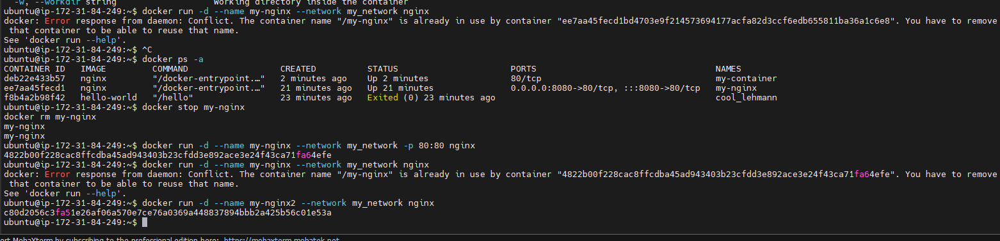 -w, --workdir string                   Working directory inside the container
ubuntu@ip-172-31-84-249:~$ docker run -d --name my-nginx --network my_network nginx
docker: Error response from daemon: Conflict. The container name "/my-nginx" is already in use by container "ee7aa45fecd1bd4703e9f214573694177acfa82d3ccf6edb655811ba36a1c6e8". You have to remove
 that container to be able to reuse that name.
See 'docker run --help'.
ubuntu@ip-172-31-84-249:~$ ^C
ubuntu@ip-172-31-84-249:~$ docker ps -a
CONTAINER ID   IMAGE         COMMAND                  CREATED          STATUS                      PORTS                                   NAMES
deb22e433b57   nginx         "/docker-entrypoint.…"   2 minutes ago    Up 2 minutes                80/tcp                                  my-container
ee7aa45fecd1   nginx         "/docker-entrypoint.…"   21 minutes ago   Up 21 minutes               0.0.0.0:8080->80/tcp, :::8080->80/tcp   my-nginx
f8b4a2b98f42   hello-world   "/hello"                 23 minutes ago   Exited (0) 23 minutes ago                                           cool_lehmann
ubuntu@ip-172-31-84-249:~$ docker stop my-nginx
docker rm my-nginx
my-nginx
my-nginx
ubuntu@ip-172-31-84-249:~$ docker run -d --name my-nginx --network my_network -p 80:80 nginx
4822b00f228cac8ffcdba45ad943403b23cfdd3e892ace3e24f43ca71fa64efe
ubuntu@ip-172-31-84-249:~$ docker run -d --name my-nginx --network my_network nginx
docker: Error response from daemon: Conflict. The container name "/my-nginx" is already in use by container "4822b00f228cac8ffcdba45ad943403b23cfdd3e892ace3e24f43ca71fa64efe". You have to remove
 that container to be able to reuse that name.
See 'docker run --help'.
ubuntu@ip-172-31-84-249:~$ docker run -d --name my-nginx2 --network my_network nginx
c80d2056c3fa51e26af06a570e7ce76a0369a448837894bbb2a425b56c01e53a
ubuntu@ip-172-31-84-249:~$
ort MobaXterm by subscribing to the professional edition here: https://mobaxterm.mobatek.net